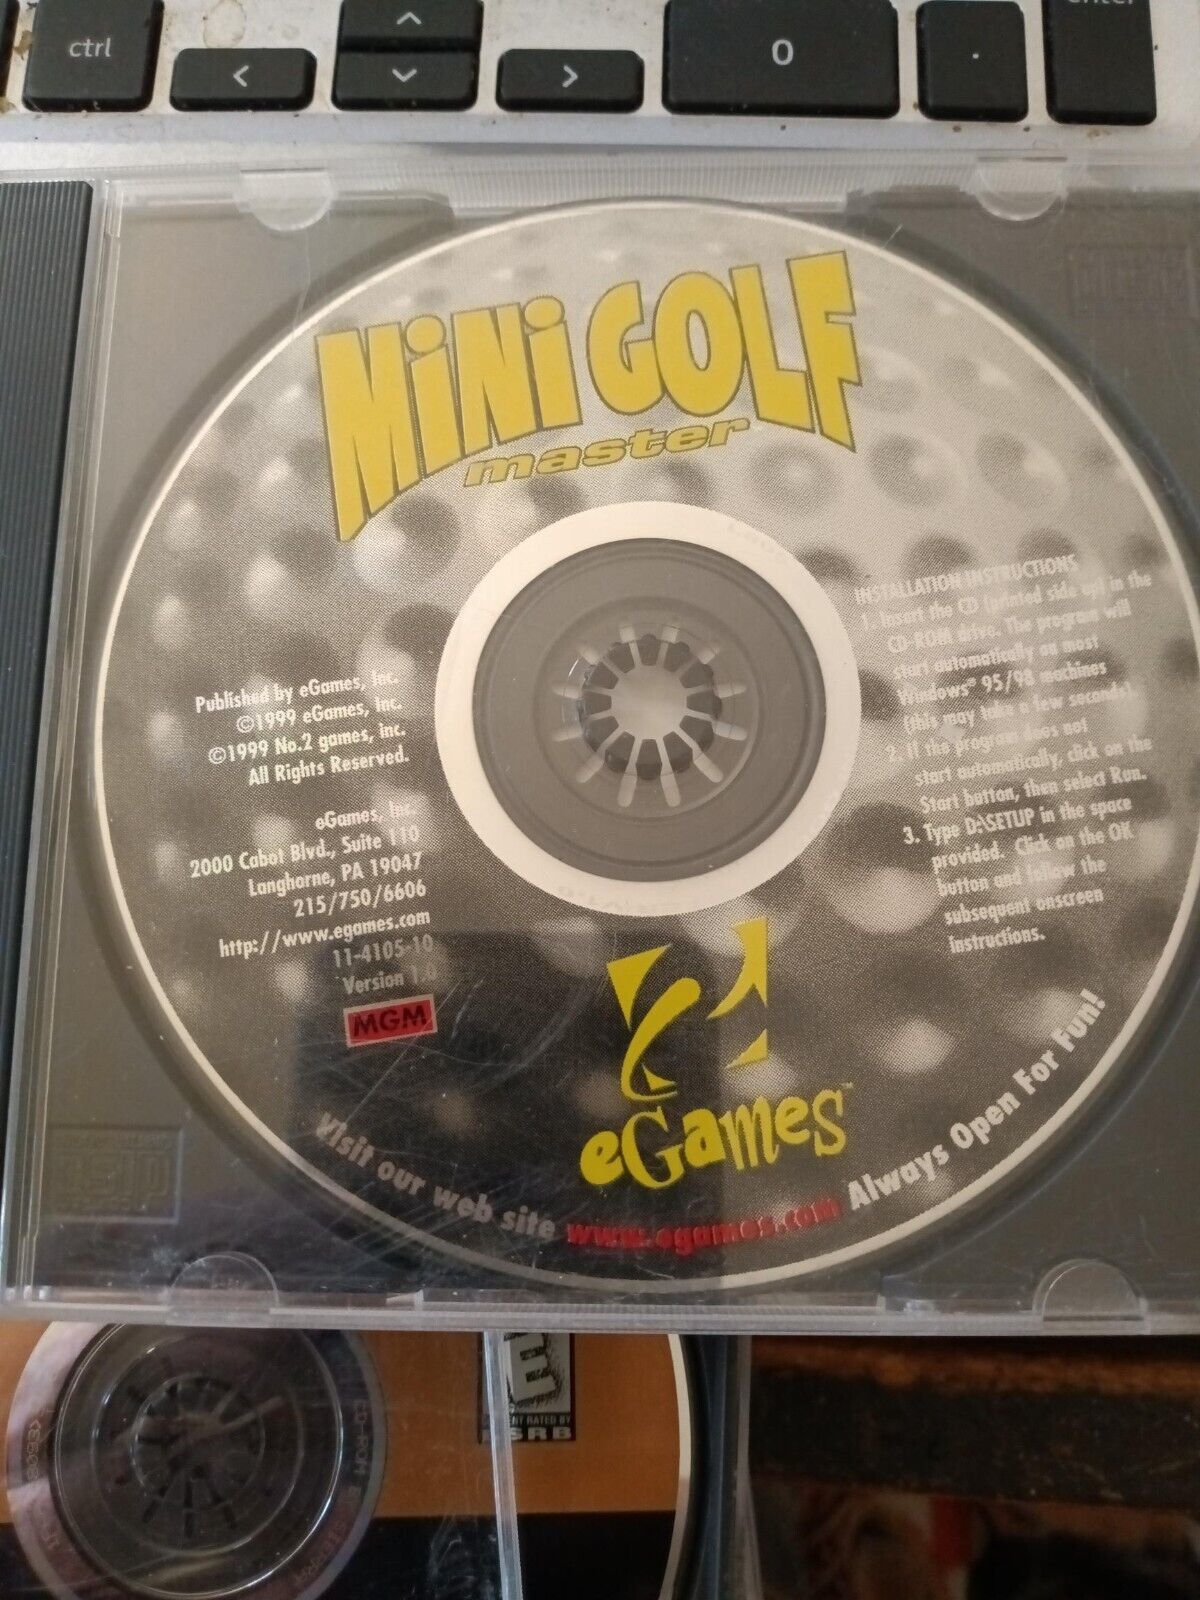 ctrl
0
.
enter
MiNi GOLF
master
Published by eGames, Inc.
©1999 eGames, Inc.
©1999 No.2 games, inc.
All Rights Reserved.
eGames, Inc.
2000 Cabot Blvd., Suite 110
Langhorne, PA 19047
215/750/6606
http://www.egames.com
11-4105-10
Version 1.0
MGM
INSTALLATION INSTRUCTIONS
1. Insert the CD (printed side up) in the
CD-ROM drive. The program will
start automatically on most
Windows® 95/98 machines
(this may take a few seconds).
2. If the program does not
start automatically, click on the
Start button, then select Run.
3. Type D:\SETUP in the space
provided. Click on the OK
button and follow the
subsequent onscreen
instructions.
eGames™
Visit our web site www.egames.com Always Open For Fun!
E
RATED BY
SRB